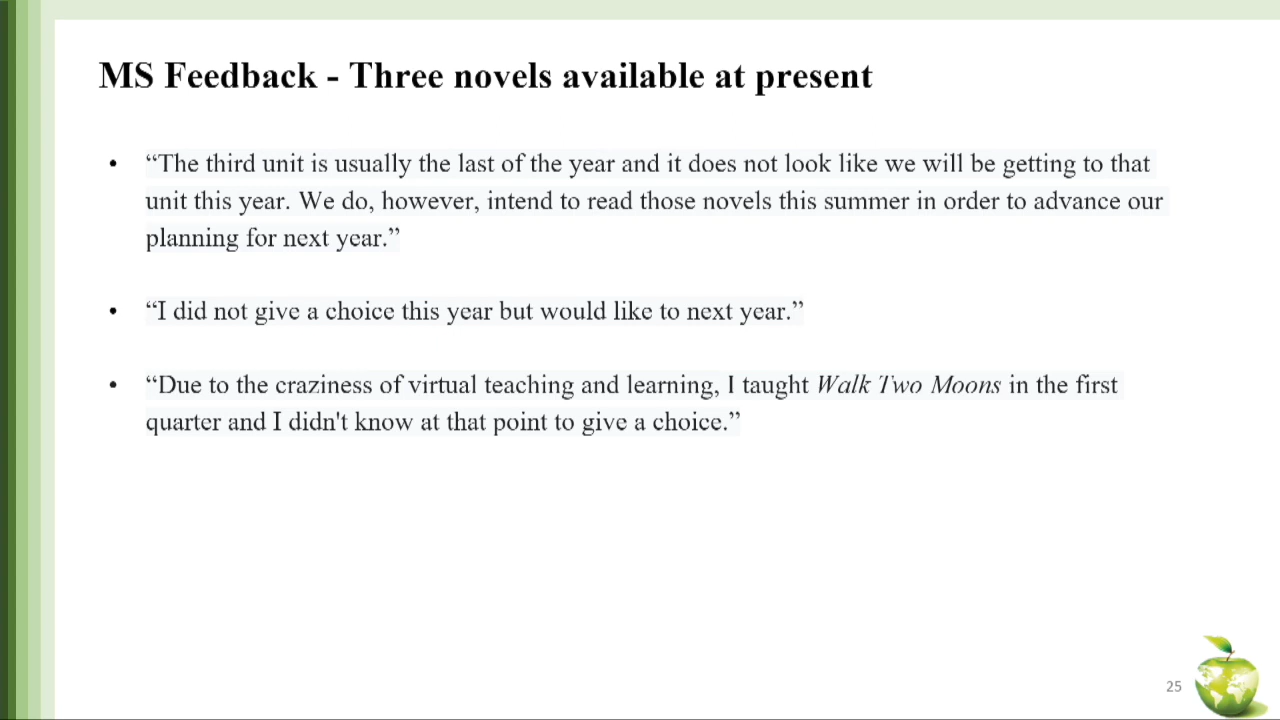 MS Feedback - Three novels available at present
• “The third unit is usually the last of the year and it does not look like we will be getting to that
unit this year. We do, however, intend to read those novels this summer in order to advance our
planning for next year.”
• “I did not give a choice this year but would like to next year.”
• “Due to the craziness of virtual teaching and learning, I taught Walk Two Moons in the first
quarter and I didn't know at that point to give a choice.”
25